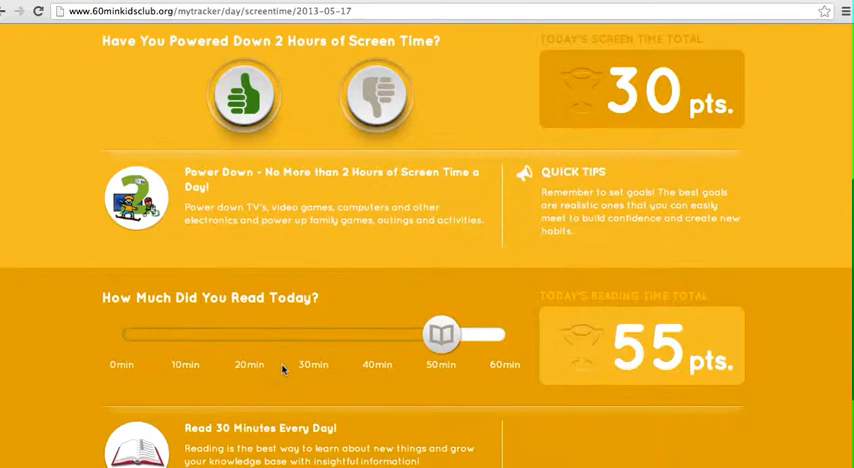 www.60minkidsclub.org/mytracker/day/screentime/2013-05-17
Have You Powered Down 2 Hours of Screen Time?
TODAY'S SCREEN TIME TOTAL
30 pts.
Power Down - No More than 2 Hours of Screen Time a
Day!
Power down TV's, video games, computers and other
electronics and power up family games, outings and activities.
QUICK TIPS
Remember to set goals! The best goals
are realistic ones that you can easily
meet to build confidence and create new
habits.
How Much Did You Read Today?
0min 10min 20min 30min 40min 50min 60min
TODAY'S READING TIME TOTAL
55 pts.
Read 30 Minutes Every Day!
Reading is the best way to learn about new things and grow
your knowledge base with insightful information!